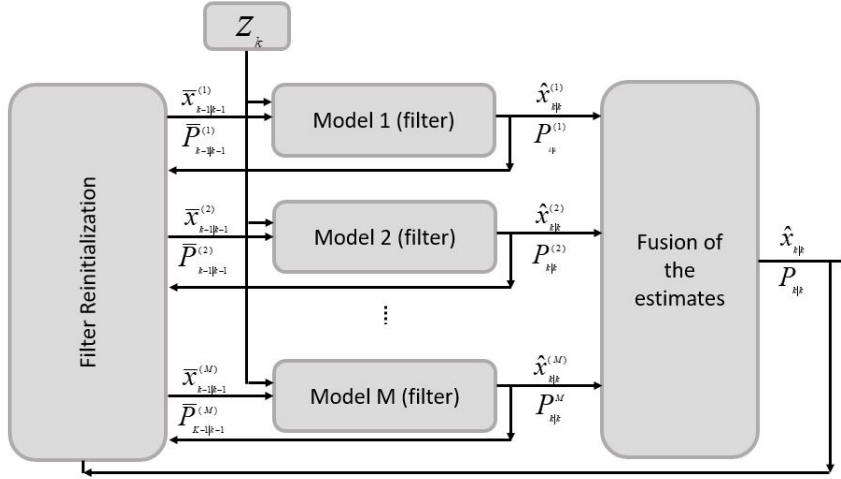 Z_k
x̄^{(1)}_{k-1|k-1}
P̄^{(1)}_{k-1|k-1}
Model 1 (filter)
x̂^{(1)}_{k|k}
P^{(1)}_{k|k}
x̄^{(2)}_{k-1|k-1}
P̄^{(2)}_{k-1|k-1}
Model 2 (filter)
x̂^{(2)}_{k|k}
P^{(2)}_{k|k}
Filter Reinitialization
Fusion of
the
estimates
x̂_{k|k}
P_{k|k}
x̄^{(M)}_{k-1|k-1}
P̄^{(M)}_{K-1|k-1}
Model M (filter)
x̂^{(M)}_{k|k}
P^{M}_{k|k}